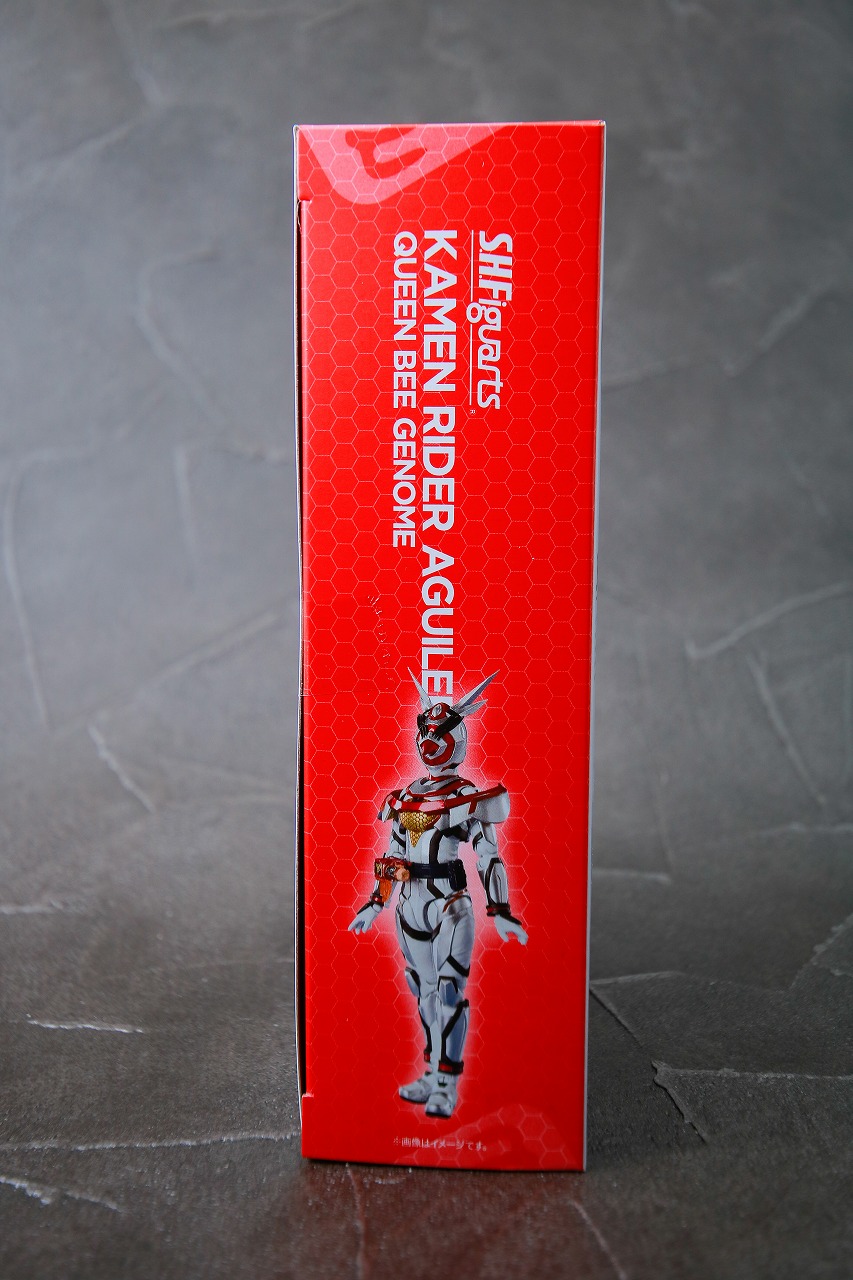 S.H.Figuarts
KAMEN RIDER AGUILE
QUEEN BEE GENOME
※画像はイメージです。